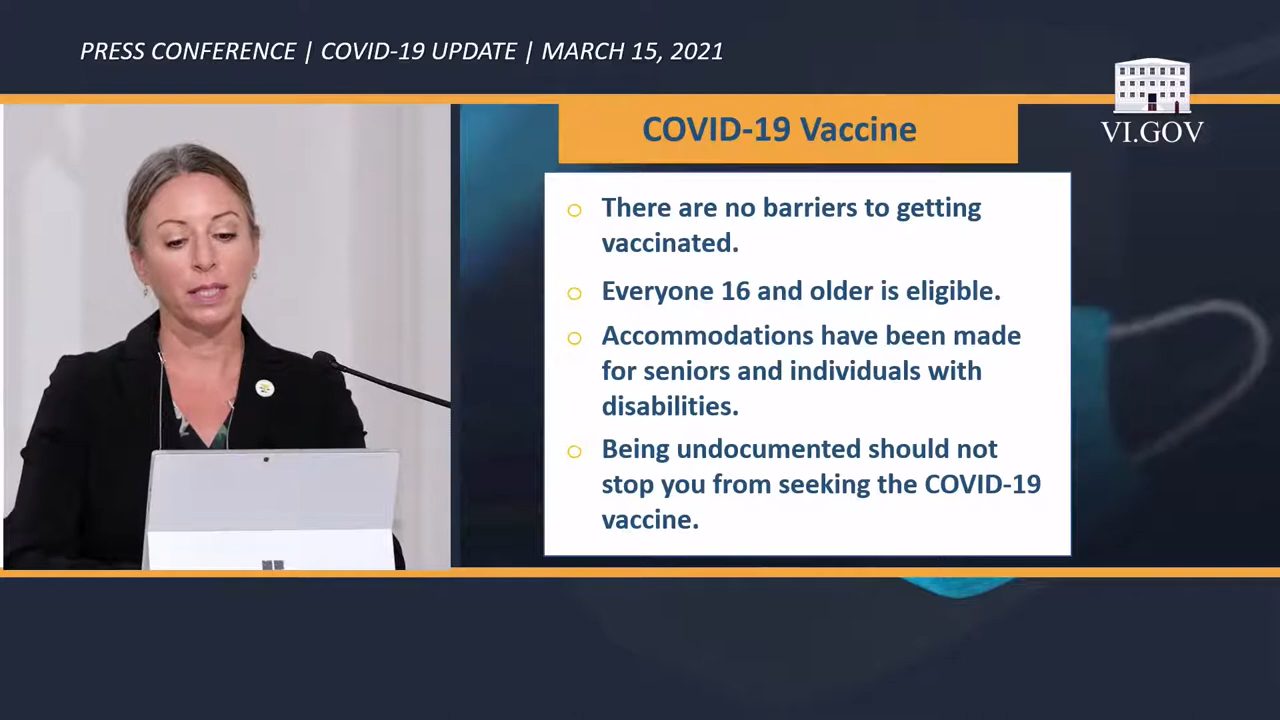 PRESS CONFERENCE | COVID-19 UPDATE | MARCH 15, 2021
VI.GOV
COVID-19 Vaccine
There are no barriers to getting
vaccinated.
Everyone 16 and older is eligible.
Accommodations have been made
for seniors and individuals with
disabilities.
Being undocumented should not
stop you from seeking the COVID-19
vaccine.